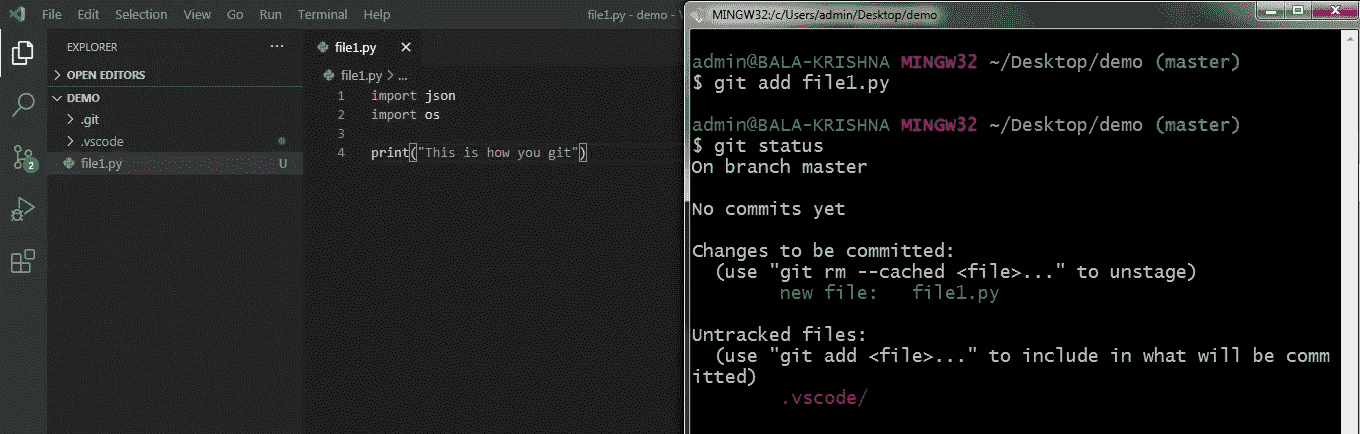 File Edit Selection View Go Run Terminal Help
file1.py - demo - V
EXPLORER ...
OPEN EDITORS
DEMO
.git
.vscode
file1.py U
2
file1.py
file1.py > ...
1 import json
2 import os
3
4 print("This is how you git")
MINGW32:/c/Users/admin/Desktop/demo
admin@BALA-KRISHNA MINGW32 ~/Desktop/demo (master)
$ git add file1.py
admin@BALA-KRISHNA MINGW32 ~/Desktop/demo (master)
$ git status
On branch master
No commits yet
Changes to be committed:
(use "git rm --cached <file>..." to unstage)
new file: file1.py
Untracked files:
(use "git add <file>..." to include in what will be comm
itted)
.vscode/